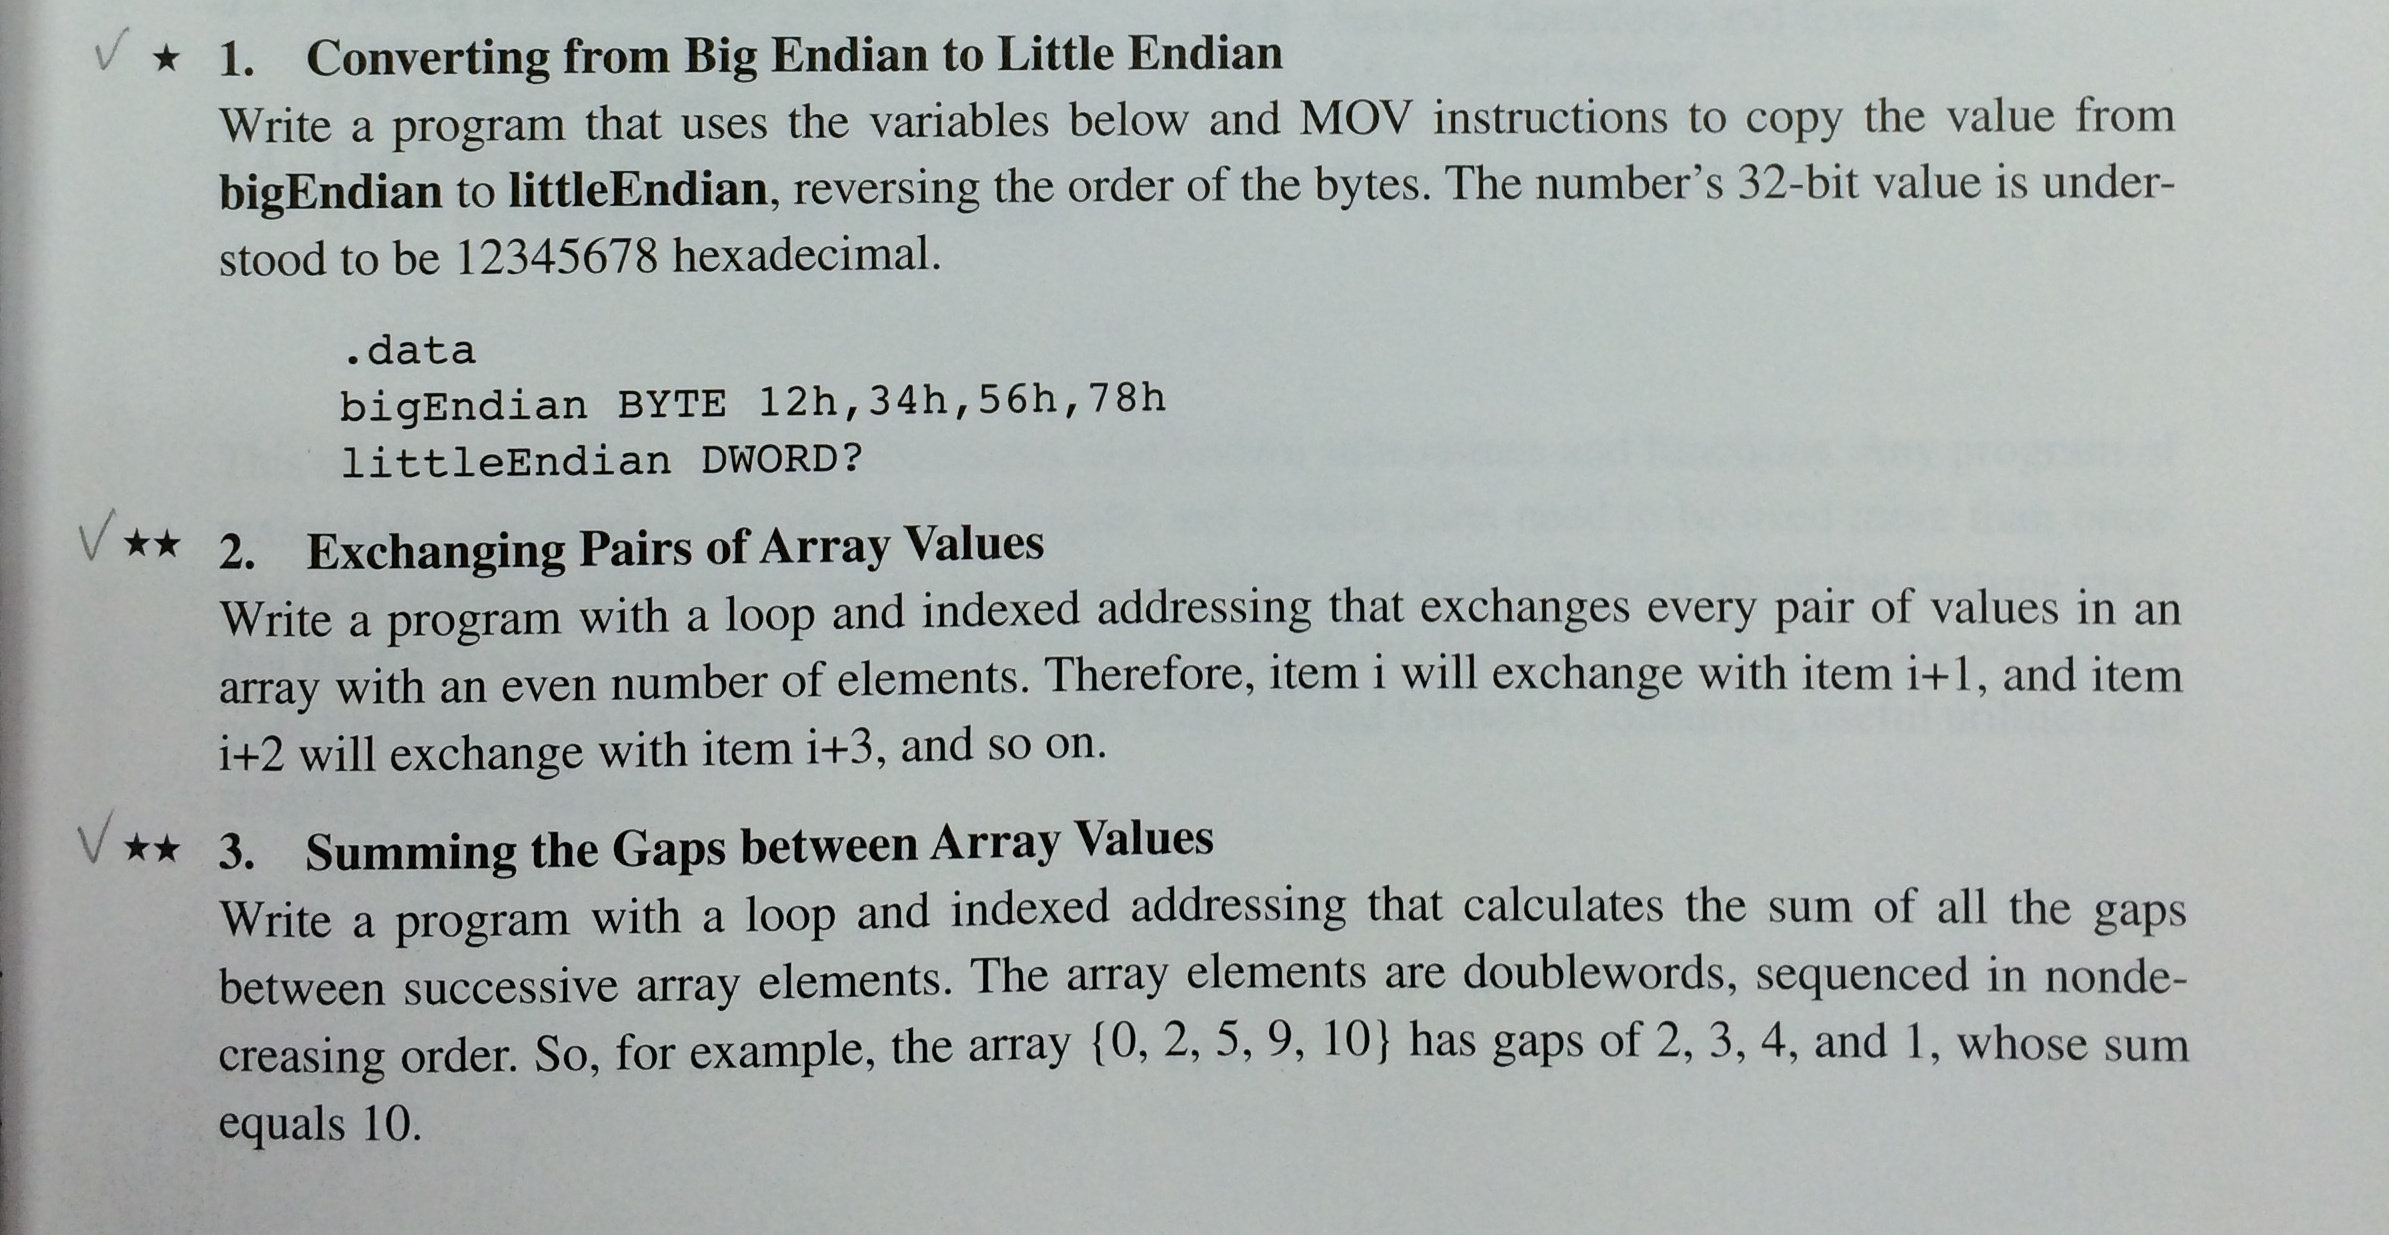 ✓ ★ 1. Converting from Big Endian to Little Endian
Write a program that uses the variables below and MOV instructions to copy the value from
bigEndian to littleEndian, reversing the order of the bytes. The number's 32-bit value is under-
stood to be 12345678 hexadecimal.
.data
bigEndian BYTE 12h,34h,56h,78h
littleEndian DWORD?
✓ ★★ 2. Exchanging Pairs of Array Values
Write a program with a loop and indexed addressing that exchanges every pair of values in an
array with an even number of elements. Therefore, item i will exchange with item i+1, and item
i+2 will exchange with item i+3, and so on.
✓ ★★ 3. Summing the Gaps between Array Values
Write a program with a loop and indexed addressing that calculates the sum of all the gaps
between successive array elements. The array elements are doublewords, sequenced in nonde-
creasing order. So, for example, the array {0, 2, 5, 9, 10} has gaps of 2, 3, 4, and 1, whose sum
equals 10.